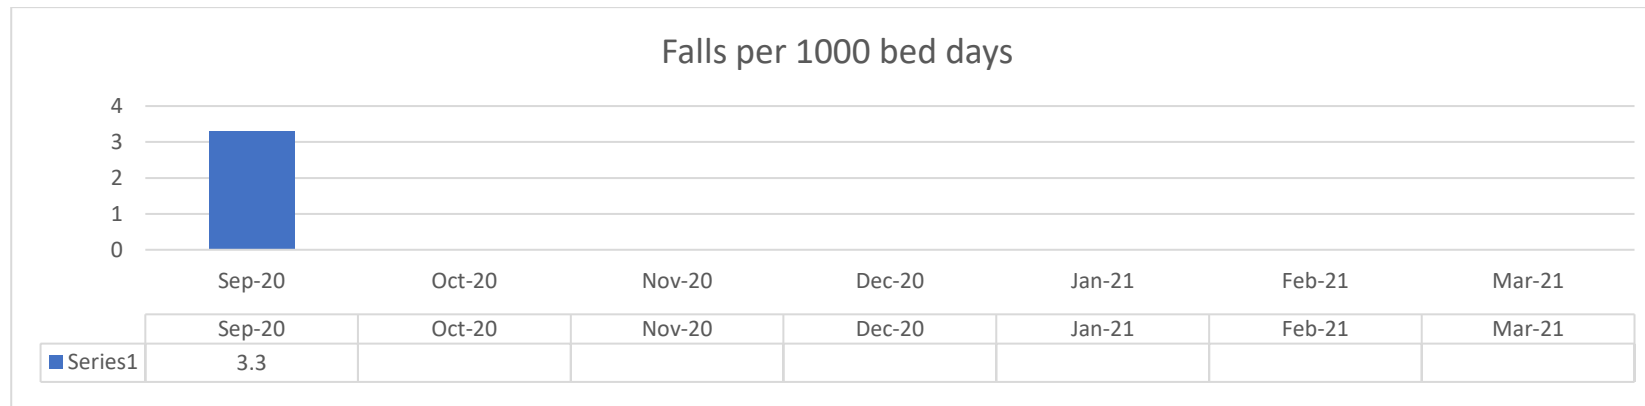 Falls per 1000 bed days
4
3
2
1
0
Sep-20 Oct-20 Nov-20 Dec-20 Jan-21 Feb-21 Mar-21
Sep-20 Oct-20 Nov-20 Dec-20 Jan-21 Feb-21 Mar-21
Series1 3.3